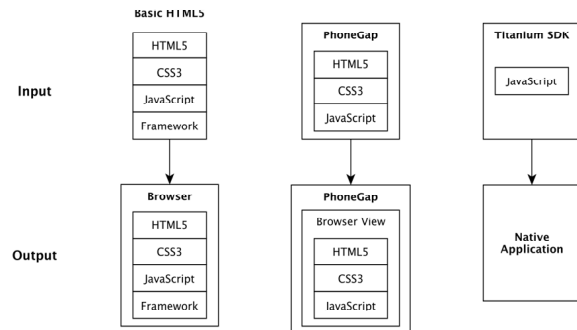 Basic HTML5
PhoneGap
Titanium SDK
Input
HTML5
CSS3
JavaScript
Framework
HTML5
CSS3
JavaScript
JavaScript
Output
Browser
HTML5
CSS3
JavaScript
Framework
PhoneGap
Browser View
HTML5
CSS3
JavaScript
Native
Application